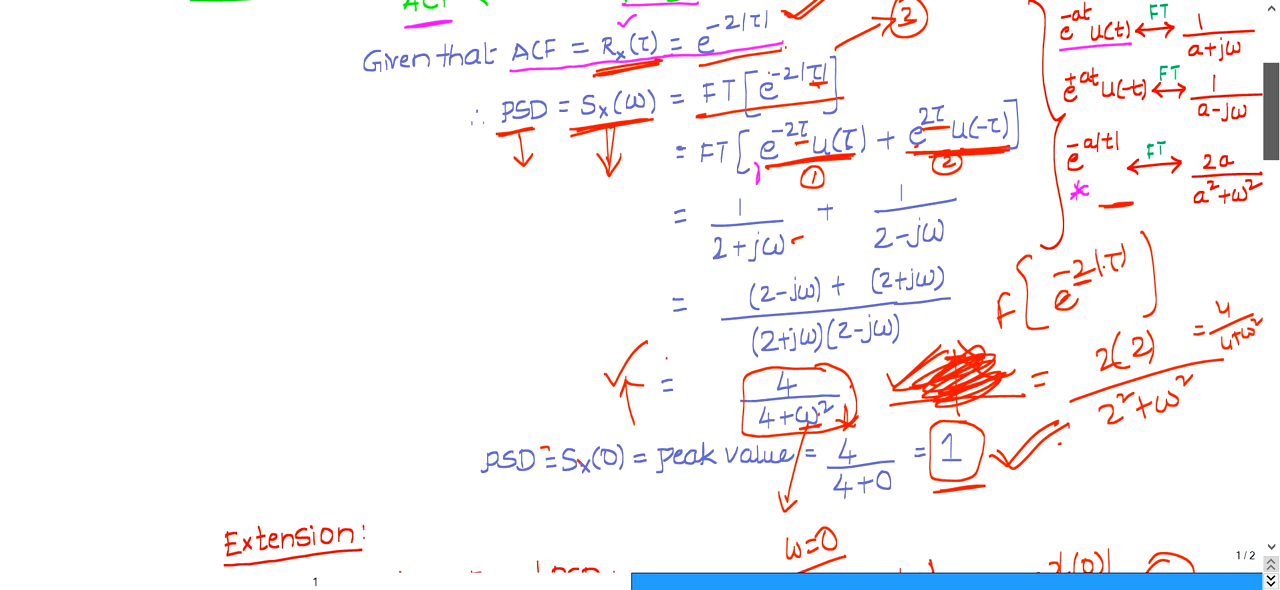 ACF
Given that ACF = Rx(τ) = e^{-2|τ|}
③
∴ PSD = Sx(ω) = FT[e^{-2|τ|}]
= FT[e^{-2τ} u(τ) + e^{2τ} u(-τ)]
① ②
= 1/(2+jω) + 1/(2-jω)
= ((2-jω) + (2+jω))/((2+jω)(2-jω))
= 4/(4+ω²)
PSD = Sx(0) = peak value = 4/(4+0) = 1
e^{-at} u(t) ↔ FT 1/(a+jω)
e^{+at} u(-t) ↔ FT 1/(a-jω)
e^{-a|t|} ↔ FT 2a/(a²+ω²)
*
F[e^{-2|τ|}]
= 2(2)/(2²+ω²) = 4/(4+ω²)
ω=0
Extension:
1 / 2
1